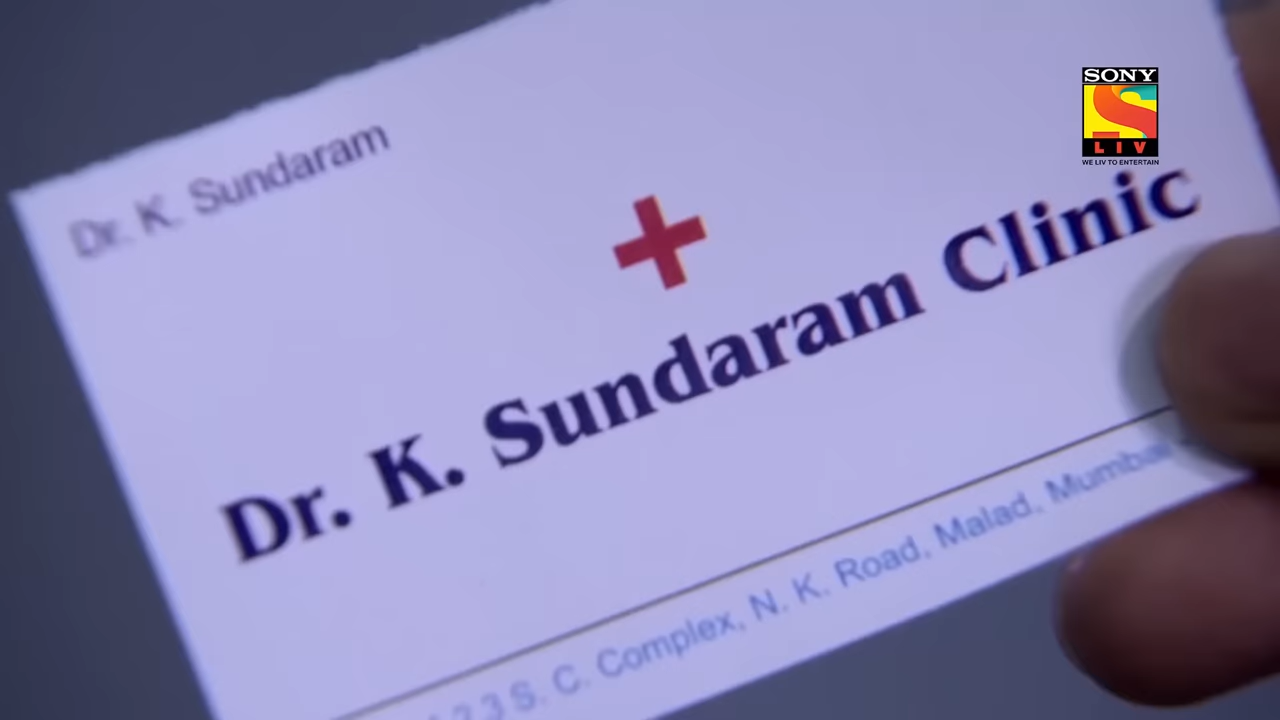 SONY
LIV
WE LIV TO ENTERTAIN
Dr. K. Sundaram
Dr. K. Sundaram Clinic
S. C. Complex, N. K. Road, Malad, Mumbai